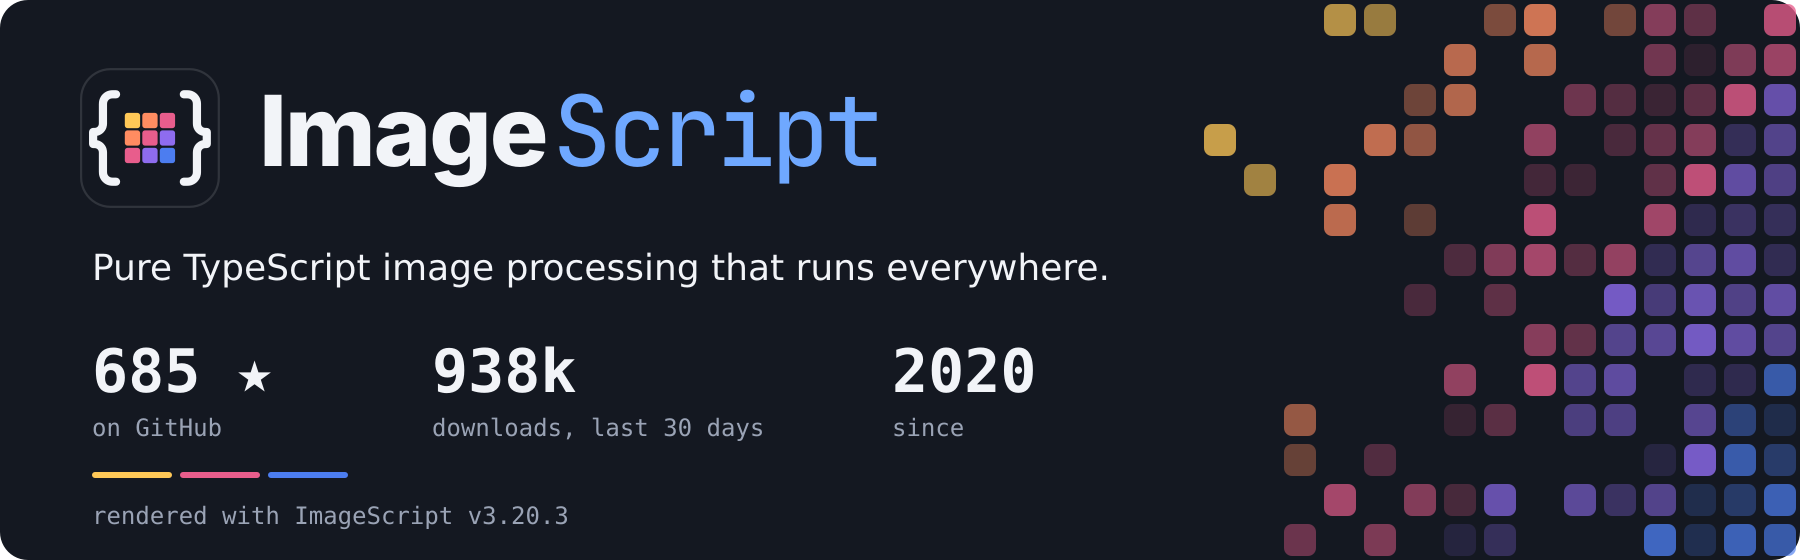 ImageScript
Pure TypeScript image processing that runs everywhere.
685 ★ 938k 2020
on GitHub downloads, last 30 days since
rendered with ImageScript v3.20.3